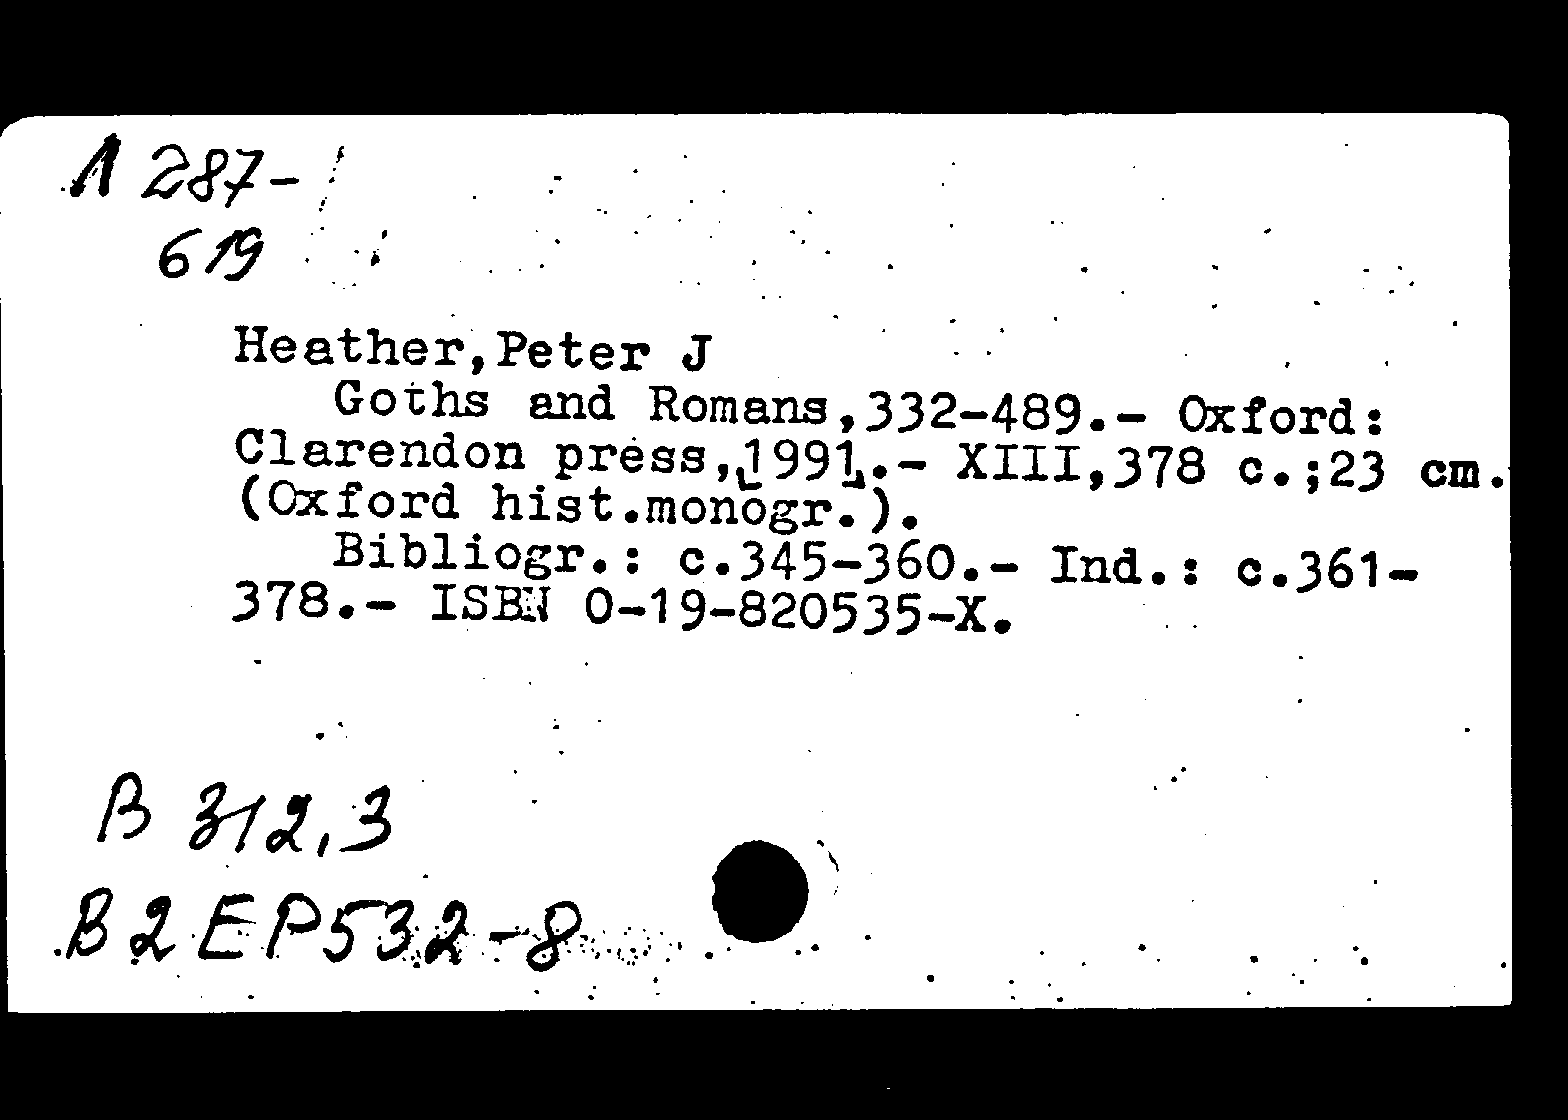 Л 287-
619
Heather,Peter J
Goths and Romans,332-489.- Oxford:
Clarendon press,[1991].- XIII,378 c.;23 cm.
(Oxford hist.monogr.).
Bibliogr.: c.345-360.- Ind.: c.361-
378.- ISBN 0-19-820535-X.
В 312,3
В2ЕР532-8